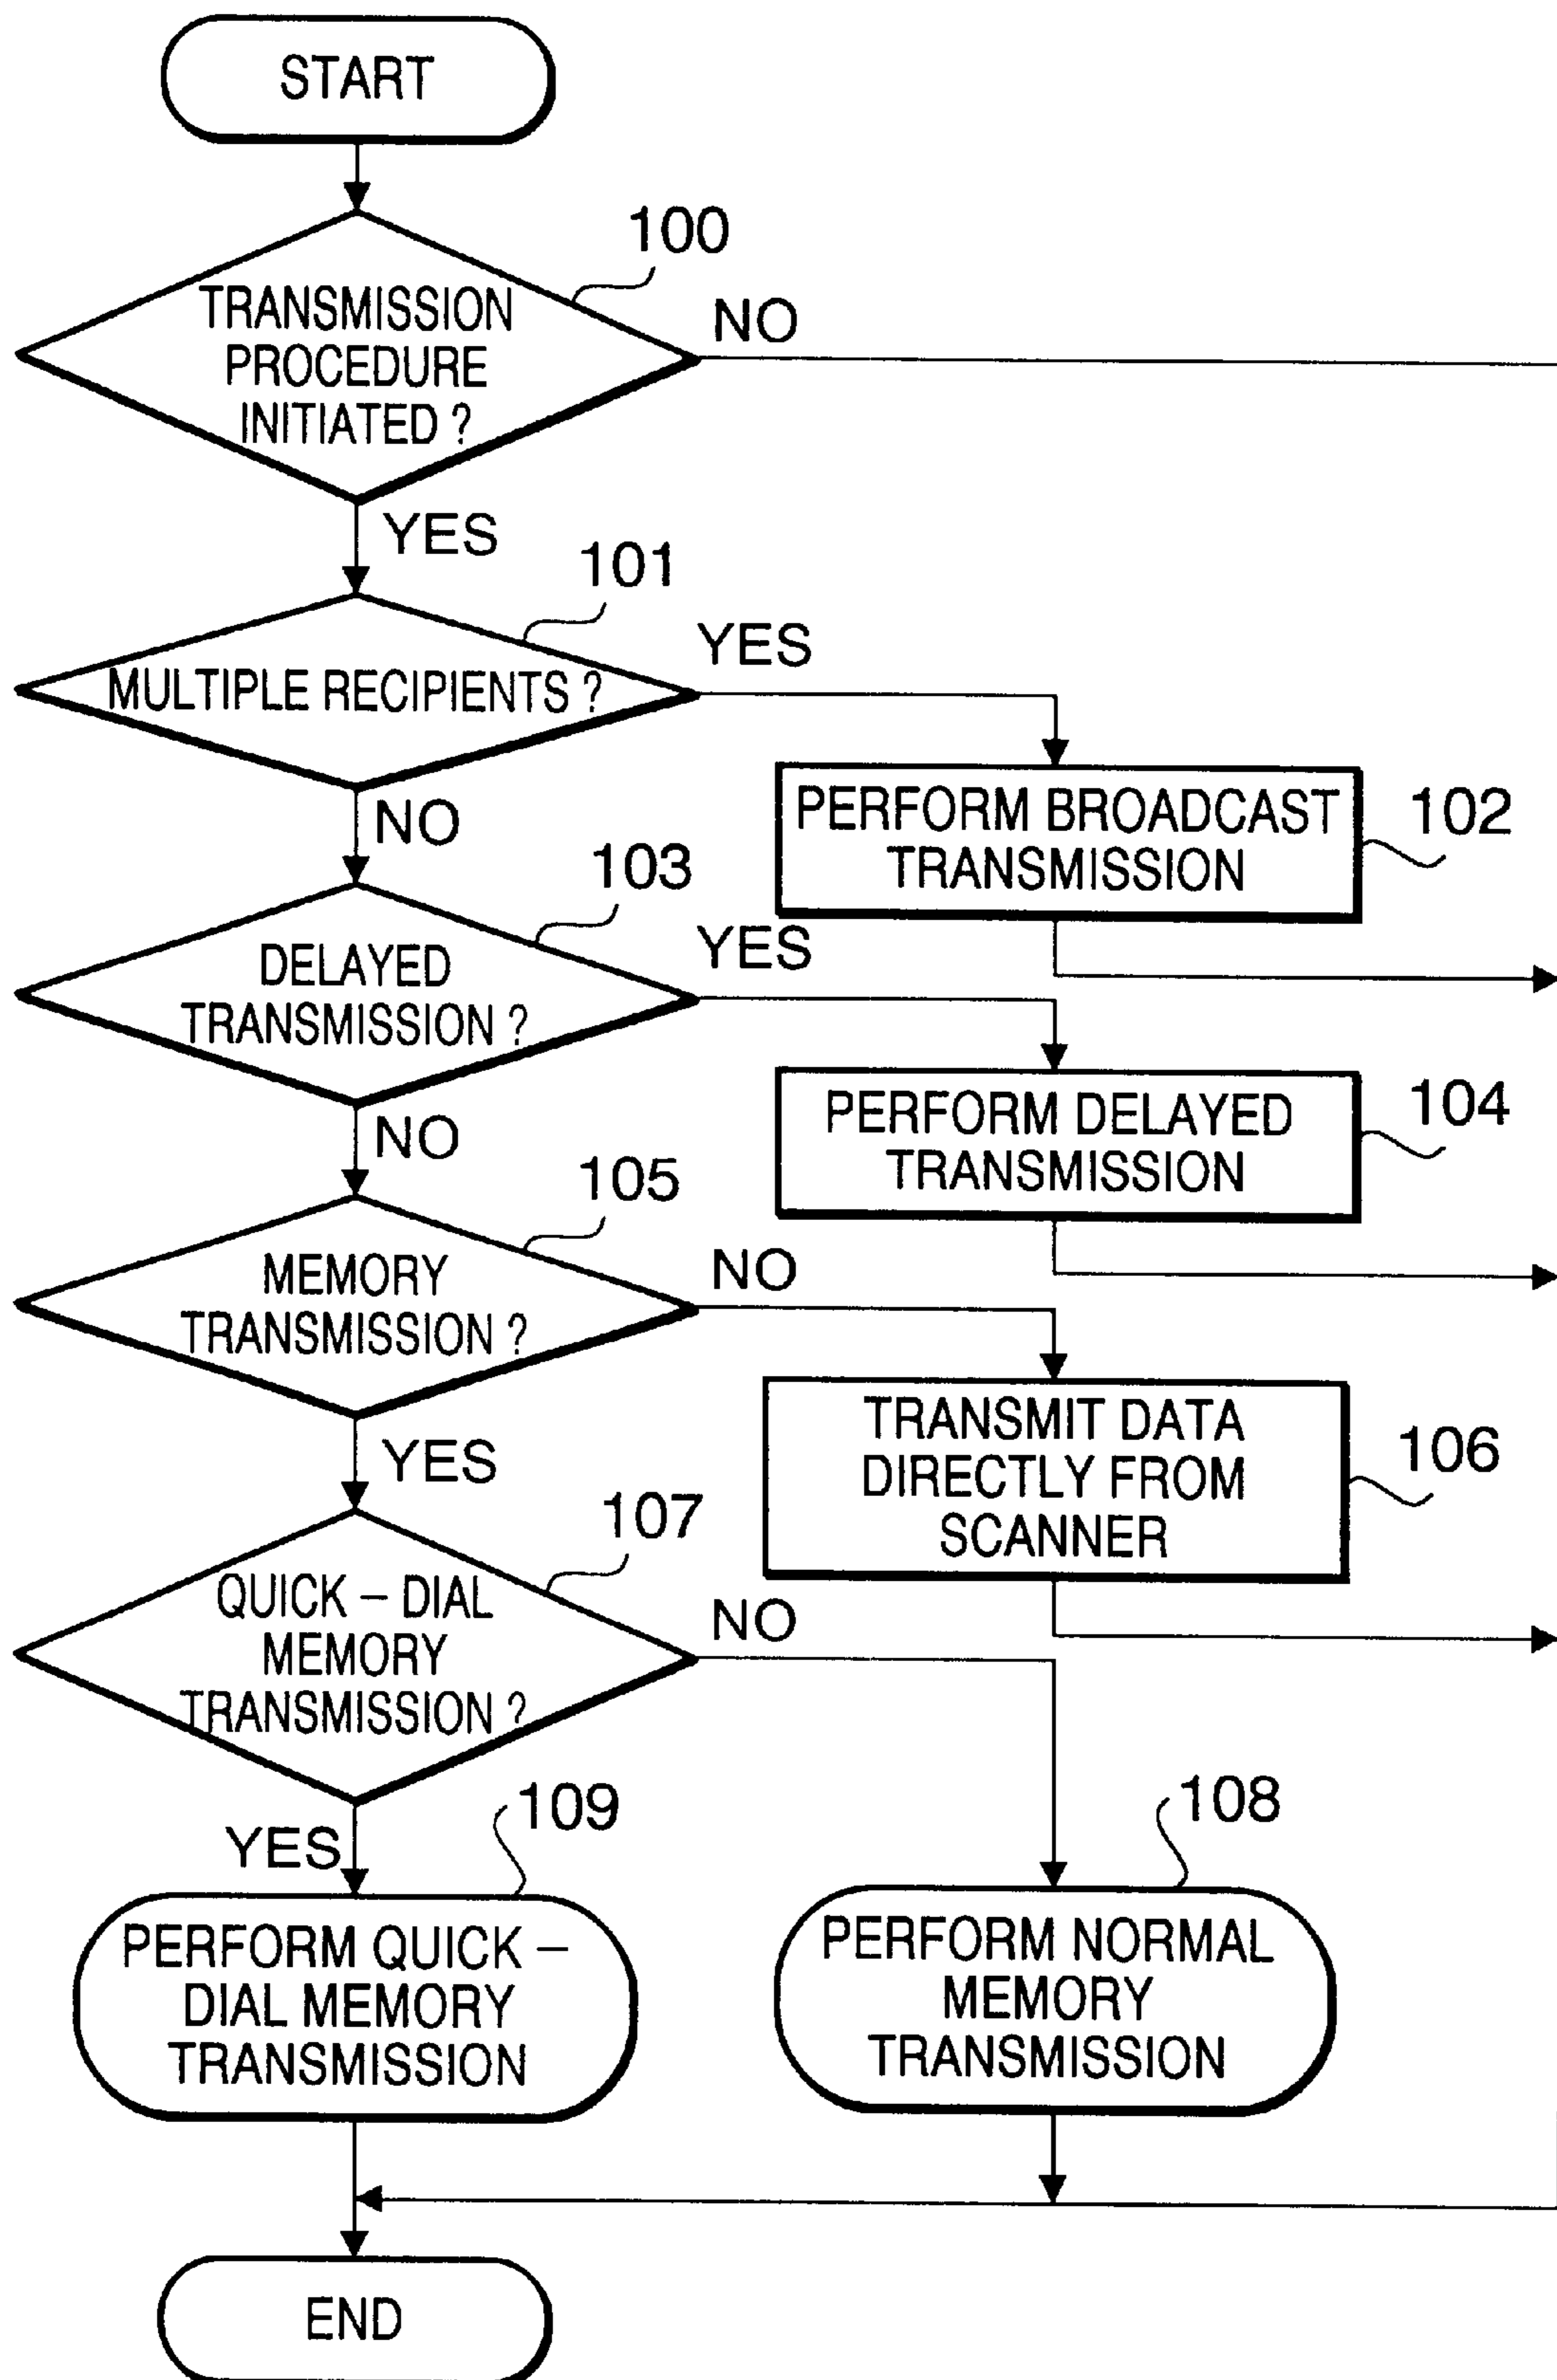 START
100
TRANSMISSION
PROCEDURE
INITIATED ?
NO
YES
101
MULTIPLE RECIPIENTS ?
YES
PERFORM BROADCAST
TRANSMISSION
102
NO
103
DELAYED
TRANSMISSION ?
YES
PERFORM DELAYED
TRANSMISSION
104
NO
105
MEMORY
TRANSMISSION ?
NO
TRANSMIT DATA
DIRECTLY FROM
SCANNER
106
YES
107
QUICK – DIAL
MEMORY
TRANSMISSION ?
NO
YES
109
PERFORM QUICK –
DIAL MEMORY
TRANSMISSION
108
PERFORM NORMAL
MEMORY
TRANSMISSION
END